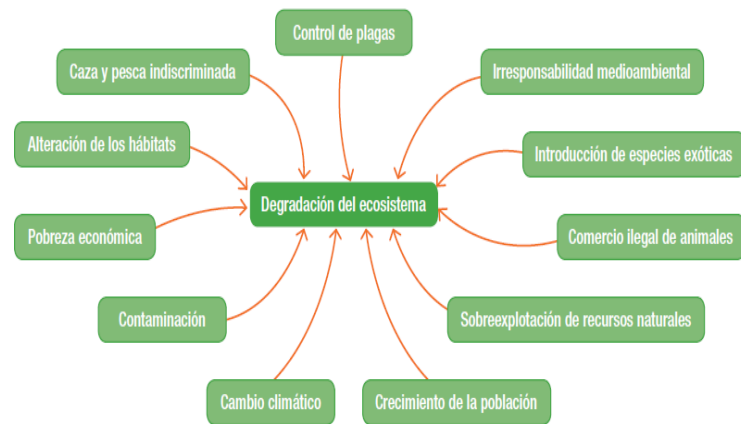 Control de plagas
Caza y pesca indiscriminada
Irresponsabilidad medioambiental
Alteración de los hábitats
Introducción de especies exóticas
Degradación del ecosistema
Pobreza económica
Comercio ilegal de animales
Contaminación
Sobreexplotación de recursos naturales
Cambio climático
Crecimiento de la población